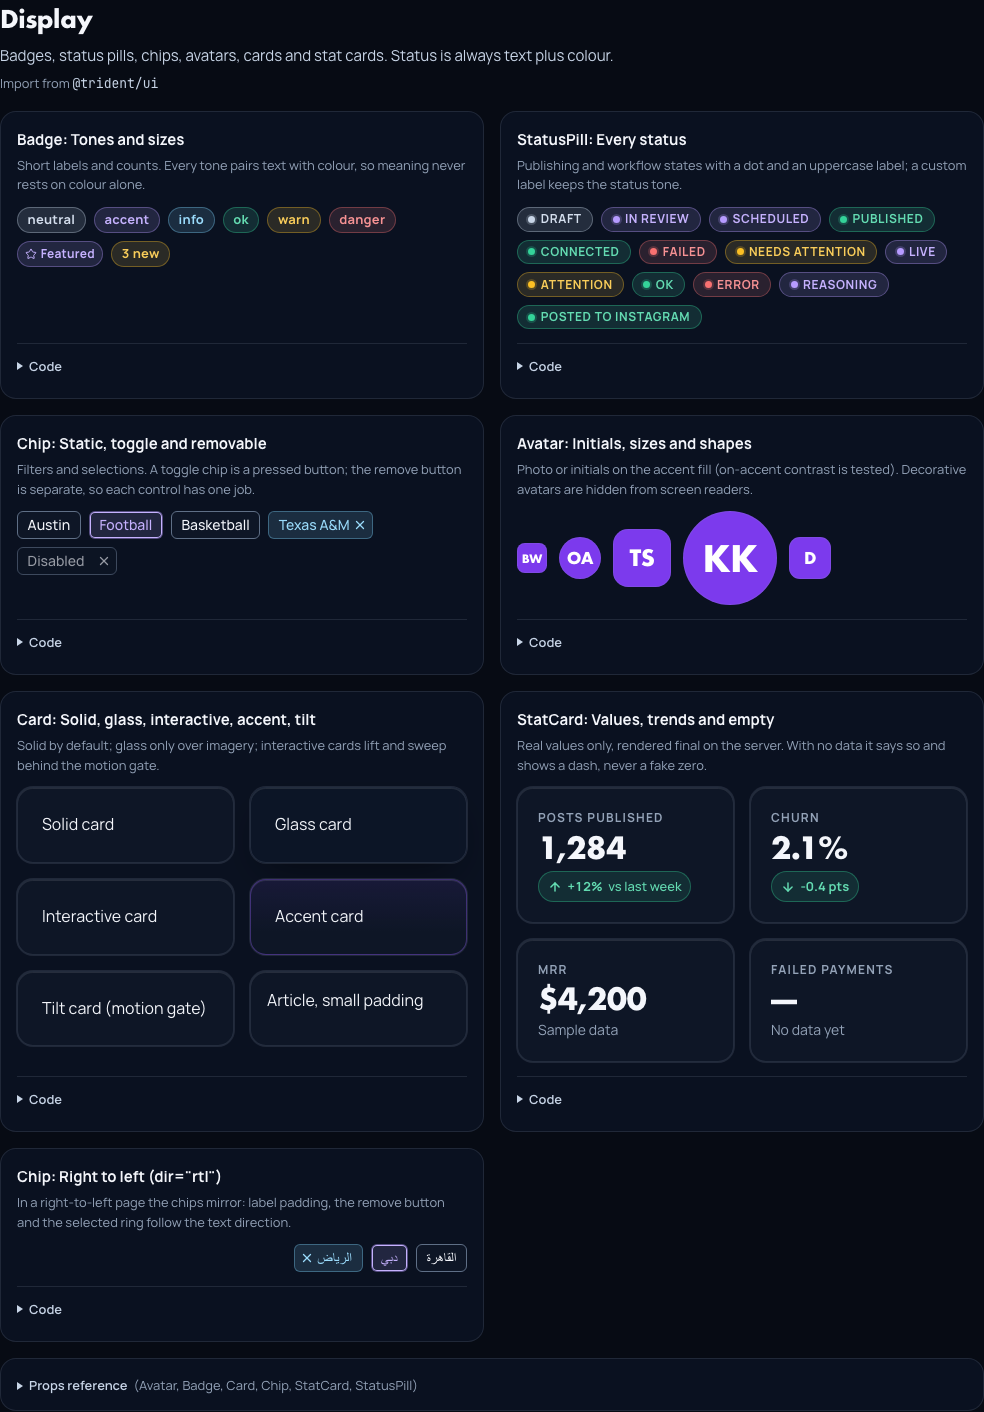 Display
Badges, status pills, chips, avatars, cards and stat cards. Status is always text plus colour.
Import from @trident/ui
Badge: Tones and sizes
Short labels and counts. Every tone pairs text with colour, so meaning never
rests on colour alone.
neutral accent info ok warn danger
Featured 3 new
Code
StatusPill: Every status
Publishing and workflow states with a dot and an uppercase label; a custom
label keeps the status tone.
DRAFT IN REVIEW SCHEDULED PUBLISHED
CONNECTED FAILED NEEDS ATTENTION LIVE
ATTENTION OK ERROR REASONING
POSTED TO INSTAGRAM
Code
Chip: Static, toggle and removable
Filters and selections. A toggle chip is a pressed button; the remove button
is separate, so each control has one job.
Austin Football Basketball Texas A&M
Disabled
Code
Avatar: Initials, sizes and shapes
Photo or initials on the accent fill (on-accent contrast is tested). Decorative
avatars are hidden from screen readers.
BW OA TS KK D
Code
Card: Solid, glass, interactive, accent, tilt
Solid by default; glass only over imagery; interactive cards lift and sweep
behind the motion gate.
Solid card Glass card
Interactive card Accent card
Tilt card (motion gate) Article, small padding
Code
StatCard: Values, trends and empty
Real values only, rendered final on the server. With no data it says so and
shows a dash, never a fake zero.
POSTS PUBLISHED
1,284
↑ +12% vs last week
CHURN
2.1%
↓ -0.4 pts
MRR
$4,200
Sample data
FAILED PAYMENTS
—
No data yet
Code
Chip: Right to left (dir="rtl")
In a right-to-left page the chips mirror: label padding, the remove button
and the selected ring follow the text direction.
القاهرة دبي الرياض
Code
Props reference (Avatar, Badge, Card, Chip, StatCard, StatusPill)